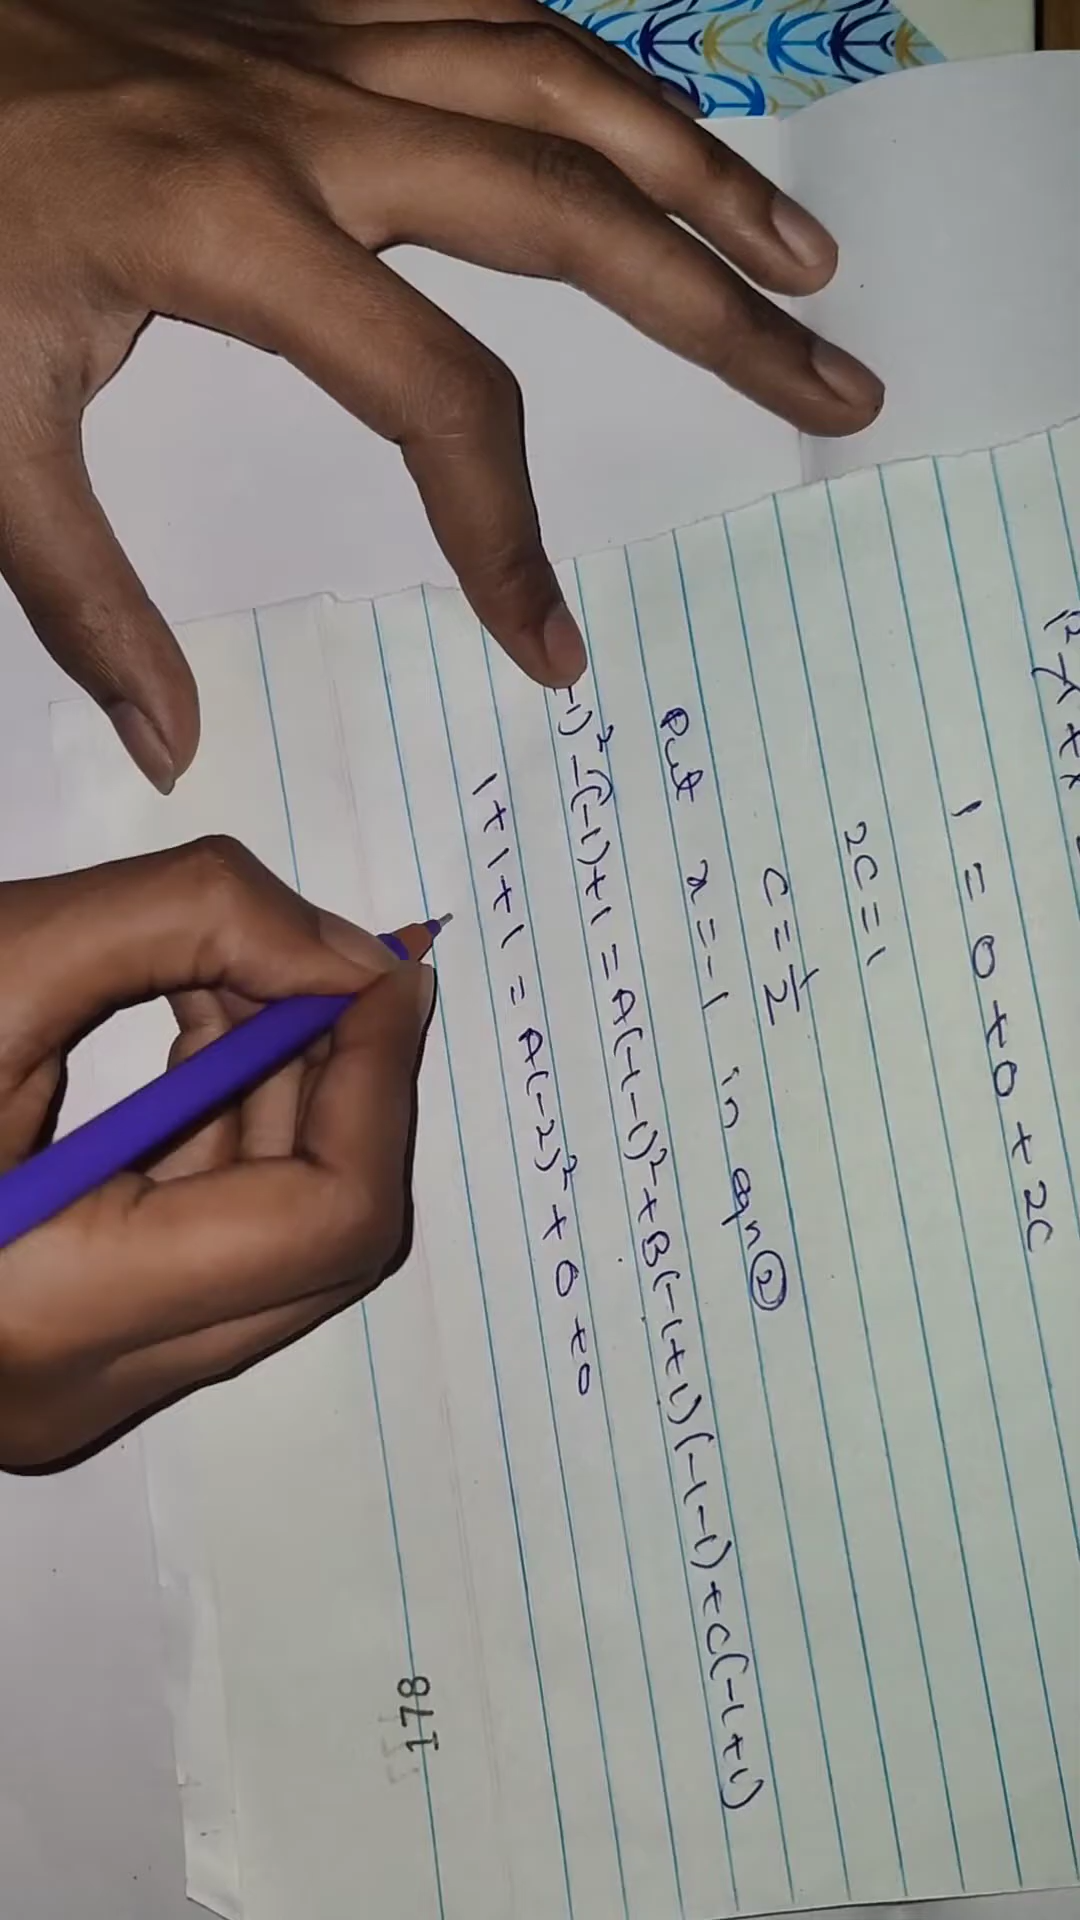 1 = 0 + 0 + 2C
2C = 1
C = 1/2
Put x = -1 in eqn ②
-1)² - (-1) + 1 = A(-1-1)² + B(-1+1)(-1-1) + C(-1+1)
1 + 1 + 1 = A(-2)² + 0 + 0
178